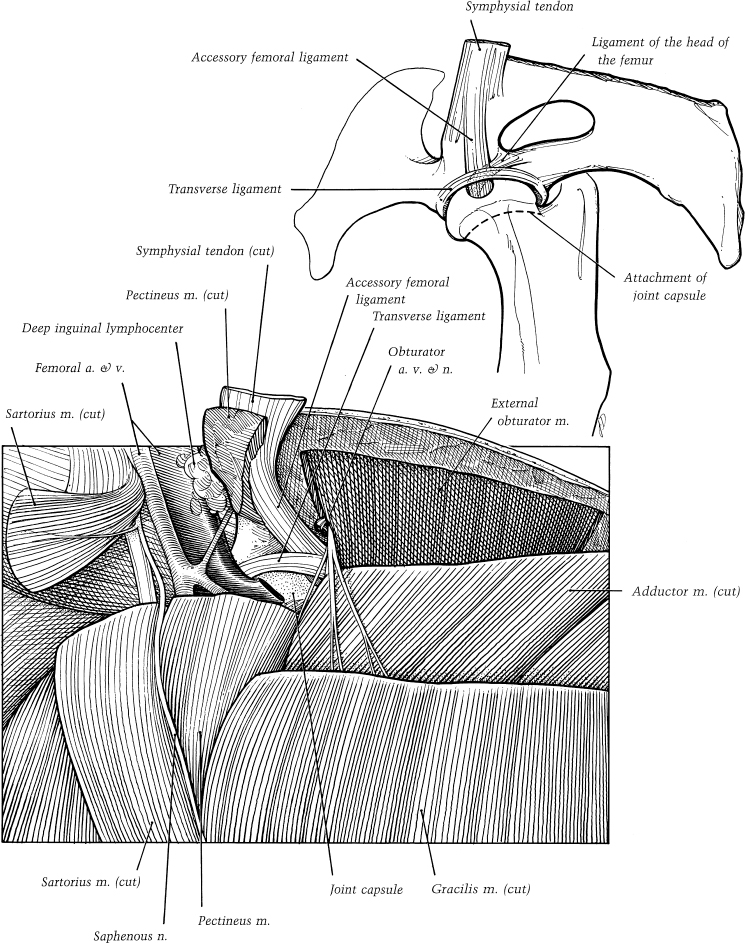 Symphysial tendon
Accessory femoral ligament
Ligament of the head of
the femur
Transverse ligament
Attachment of
joint capsule
Symphysial tendon (cut)
Pectineus m. (cut)
Deep inguinal lymphocenter
Femoral a. & v.
Sartorius m. (cut)
Accessory femoral
ligament
Transverse ligament
Obturator
a. v. & n.
External
obturator m.
Adductor m. (cut)
Sartorius m. (cut)
Saphenous n.
Pectineus m.
Joint capsule
Gracilis m. (cut)